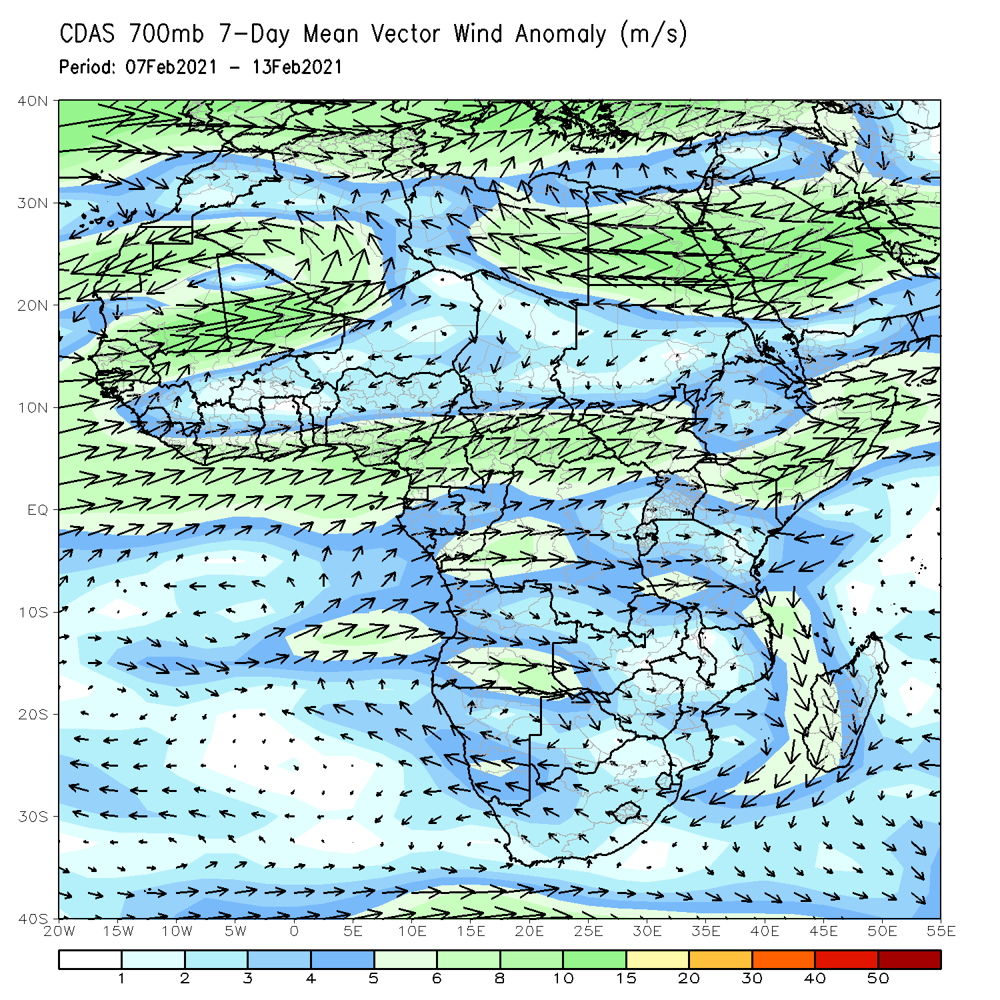 CDAS 700mb 7-Day Mean Vector Wind Anomaly (m/s)
Period: 07Feb2021 - 13Feb2021
40N
30N
20N
10N
EQ
10S
20S
30S
40S
20W 15W 10W 5W 0 5E 10E 15E 20E 25E 30E 35E 40E 45E 50E 55E
1 2 3 4 5 6 8 10 15 20 30 40 50